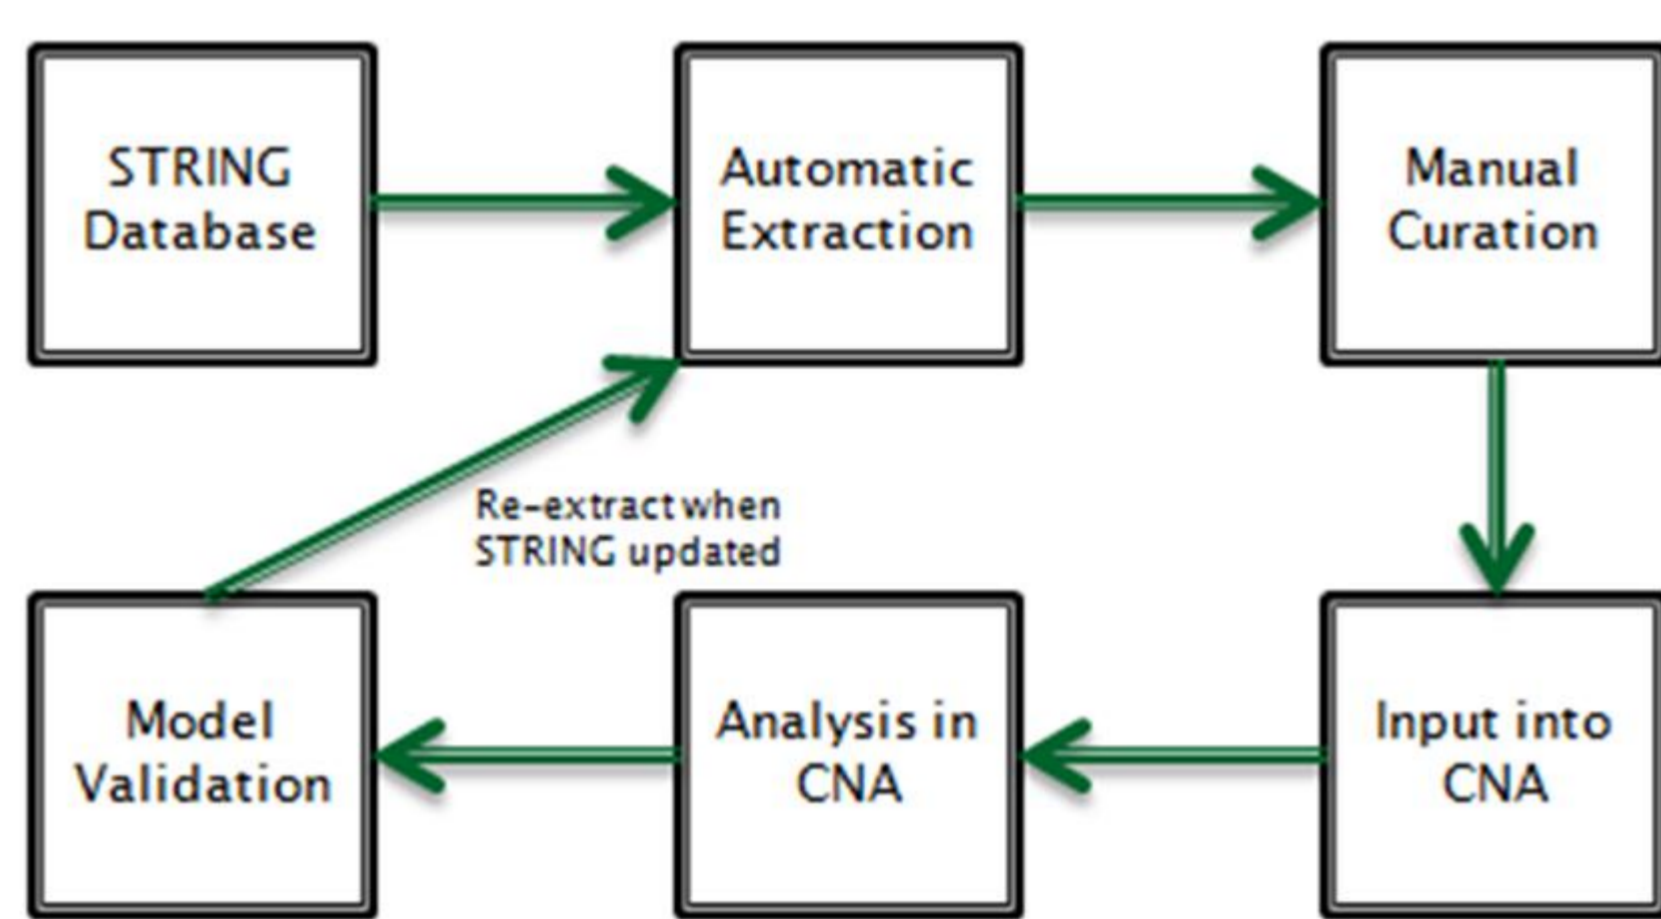 STRING
Database
Automatic
Extraction
Manual
Curation
Re-extract when
STRING updated
Model
Validation
Analysis in
CNA
Input into
CNA